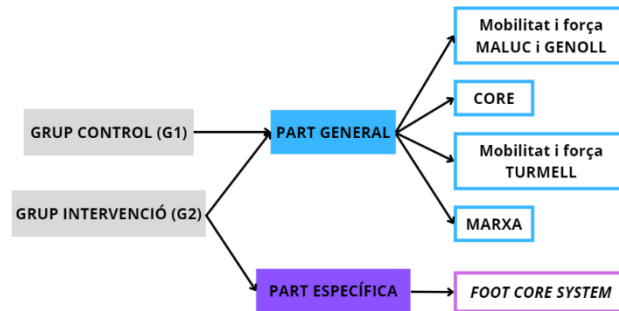 Mobilitat i força
MALUC i GENOLL
CORE
GRUP CONTROL (G1)
PART GENERAL
Mobilitat i força
TURMELL
GRUP INTERVENCIÓ (G2)
MARXA
PART ESPECÍFICA
FOOT CORE SYSTEM